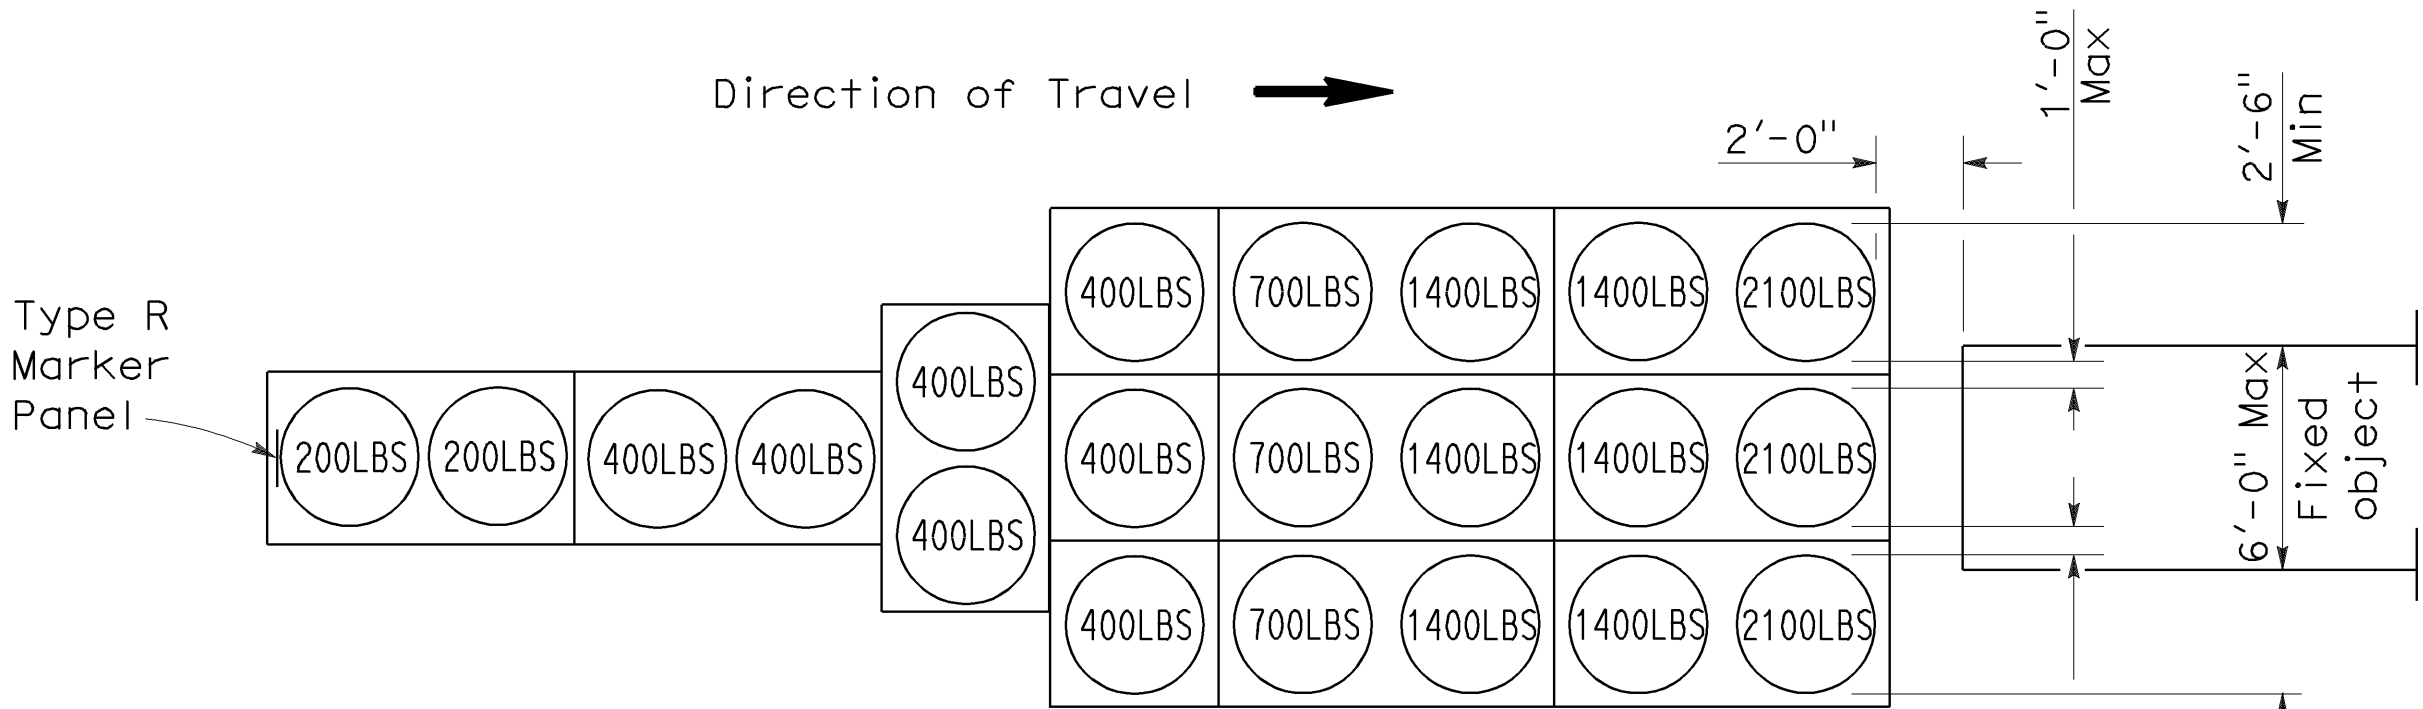 Direction of Travel
1'-0"
Max
2'-6"
Min
2'-0"
Type R
Marker
Panel
400LBS 700LBS 1400LBS 1400LBS 2100LBS
400LBS
200LBS 200LBS 400LBS 400LBS
400LBS 700LBS 1400LBS 1400LBS 2100LBS
400LBS
400LBS 700LBS 1400LBS 1400LBS 2100LBS
6'-0" Max
Fixed
object